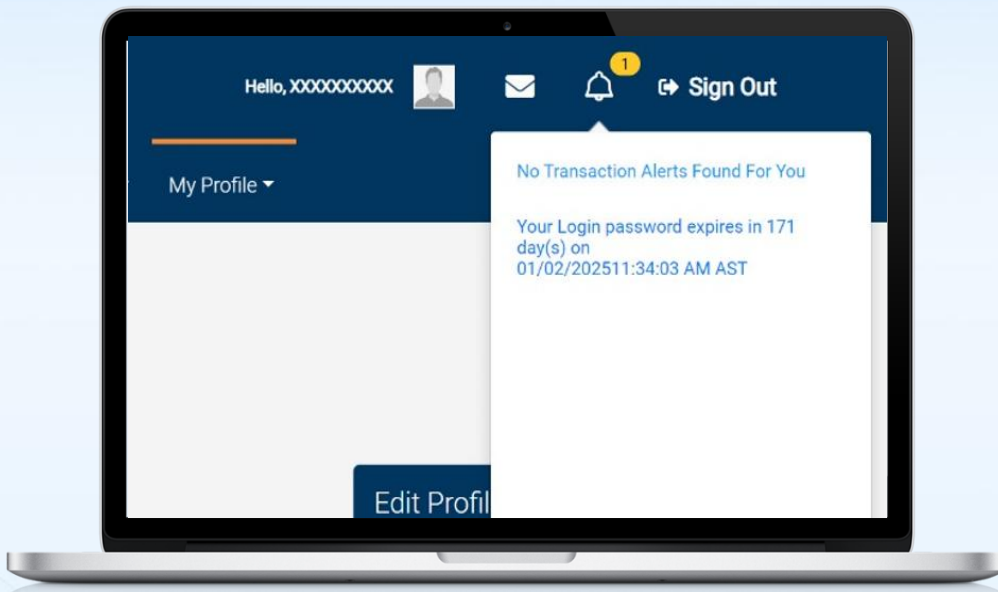 Hello, XXXXXXXXXX
1
Sign Out
My Profile
No Transaction Alerts Found For You
Your Login password expires in 171
day(s) on
01/02/202511:34:03 AM AST
Edit Profil